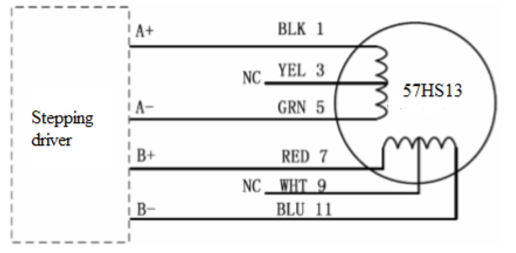 A+ BLK 1
NC YEL 3
57HS13
A- GRN 5
Stepping
driver
B+ RED 7
NC WHT 9
B- BLU 11